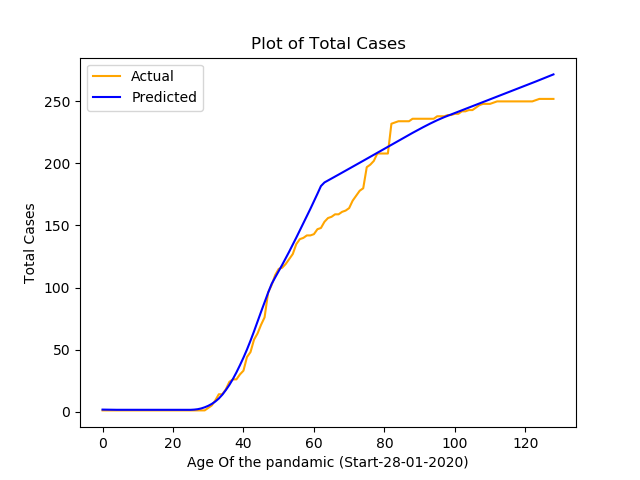 Plot of Total Cases
Actual
Predicted
250
200
150
100
50
0
Total Cases
0 20 40 60 80 100 120
Age Of the pandamic (Start-28-01-2020)